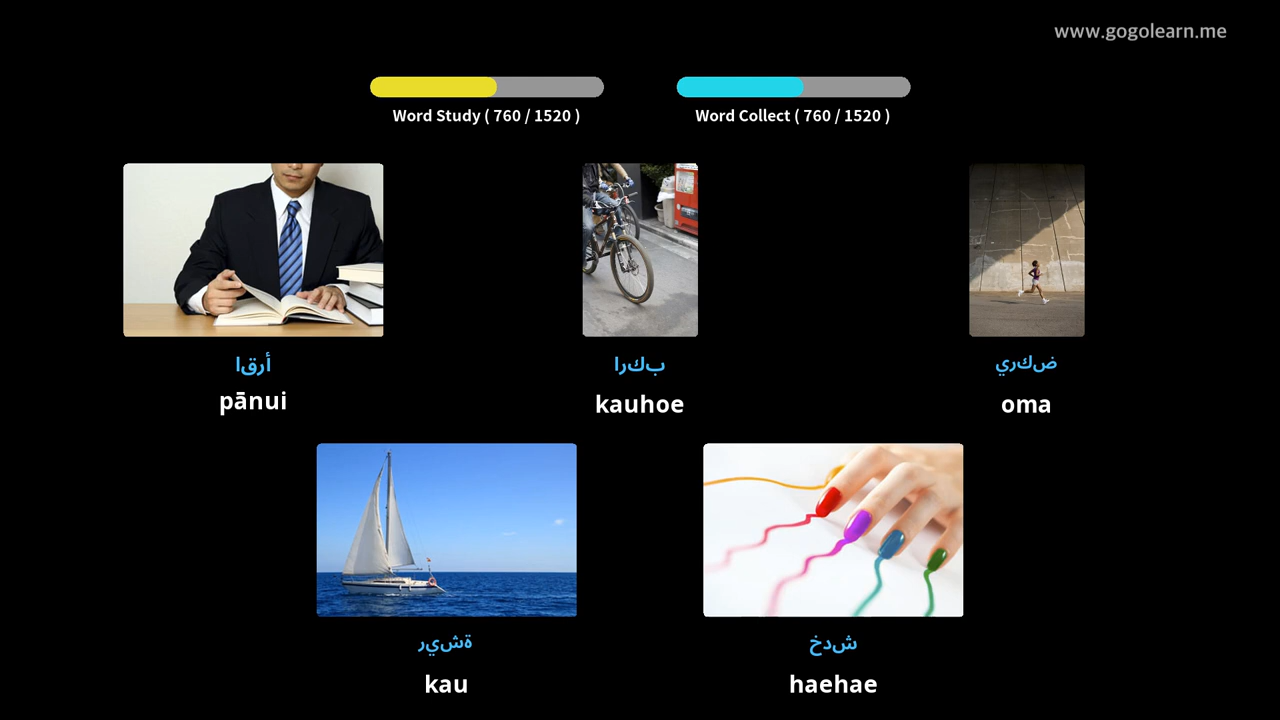 www.gogolearn.me
Word Study ( 760 / 1520 )
Word Collect ( 760 / 1520 )
أرقا
pānui
بكرا
kauhoe
ضكري
oma
ةشير
kau
شدخ
haehae